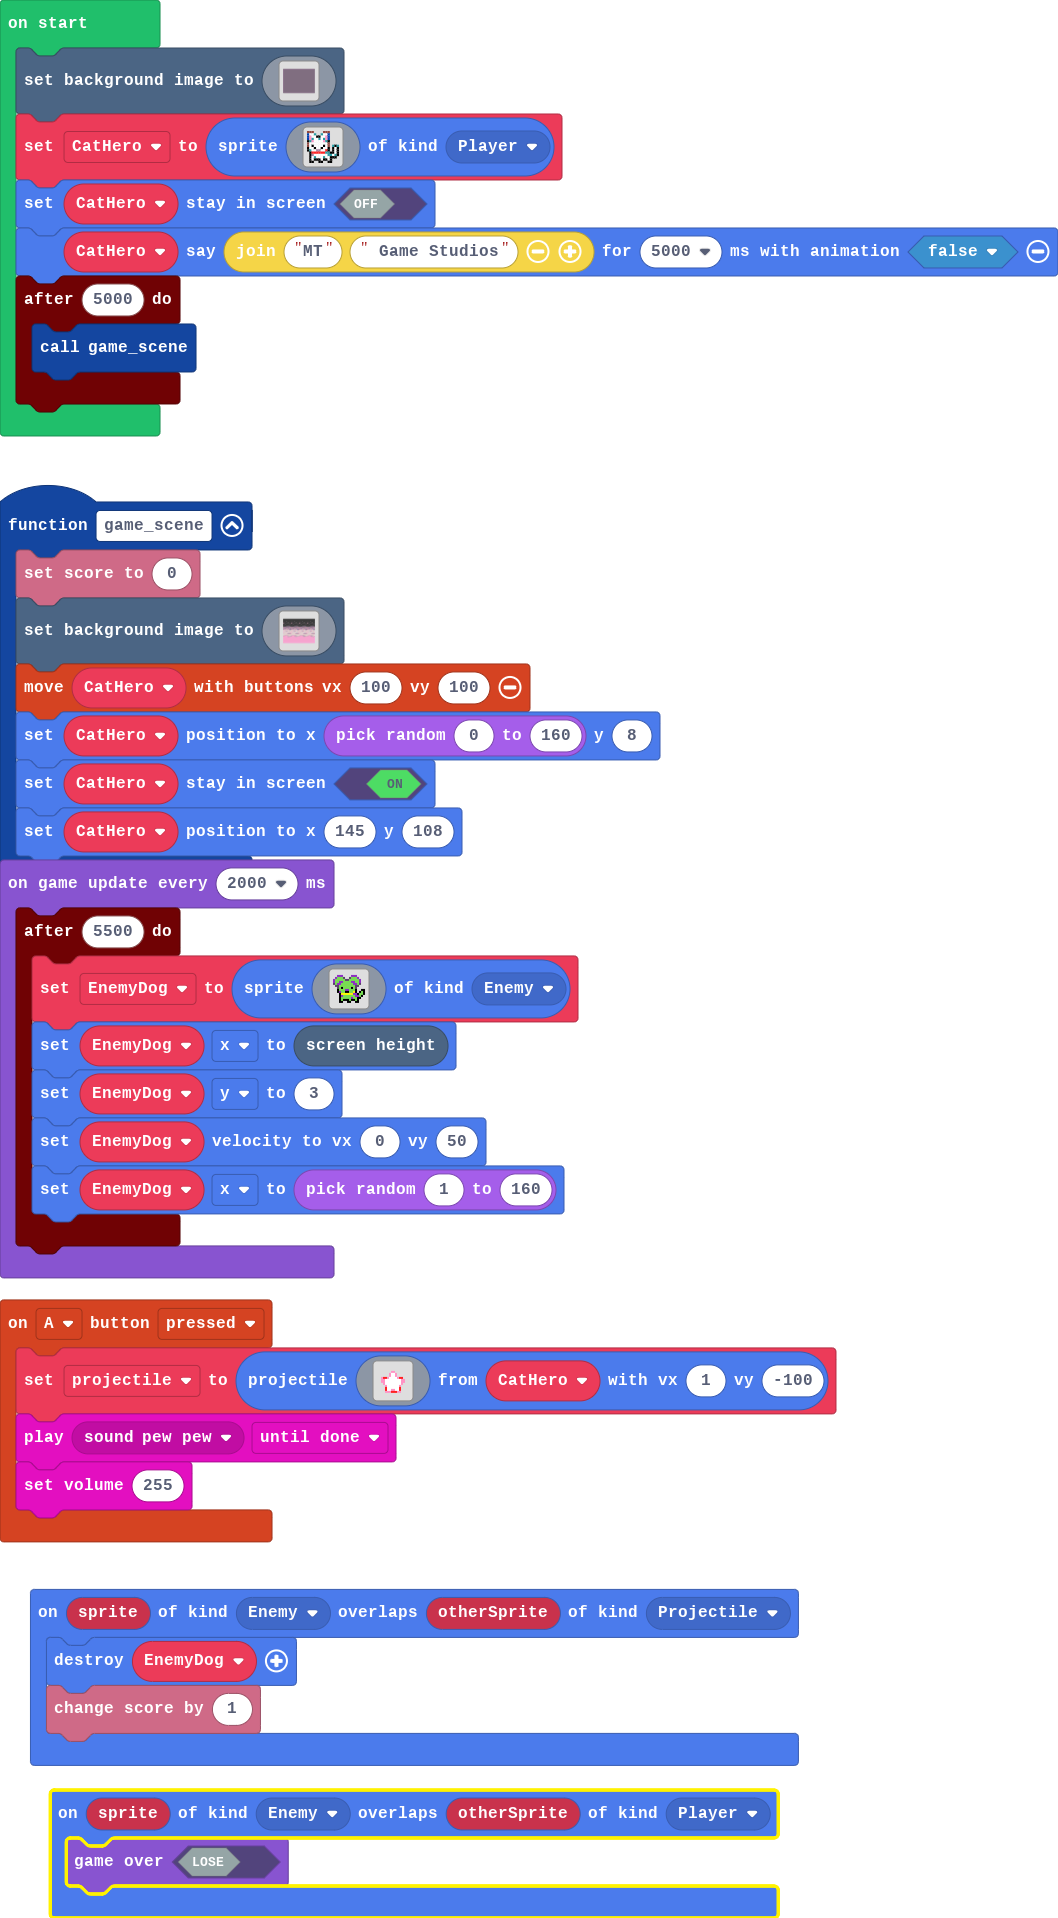 on start
set background image to
set CatHero to sprite of kind Player
set CatHero stay in screen OFF
CatHero say join "MT" " Game Studios" for 5000 ms with animation false
after 5000 do
call game_scene
function game_scene
set score to 0
set background image to
move CatHero with buttons vx 100 vy 100
set CatHero position to x pick random 0 to 160 y 8
set CatHero stay in screen ON
set CatHero position to x 145 y 108
on game update every 2000 ms
after 5500 do
set EnemyDog to sprite of kind Enemy
set EnemyDog x to screen height
set EnemyDog y to 3
set EnemyDog velocity to vx 0 vy 50
set EnemyDog x to pick random 1 to 160
on A button pressed
set projectile to projectile from CatHero with vx 1 vy -100
play sound pew pew until done
set volume 255
on sprite of kind Enemy overlaps otherSprite of kind Projectile
destroy EnemyDog
change score by 1
on sprite of kind Enemy overlaps otherSprite of kind Player
game over LOSE